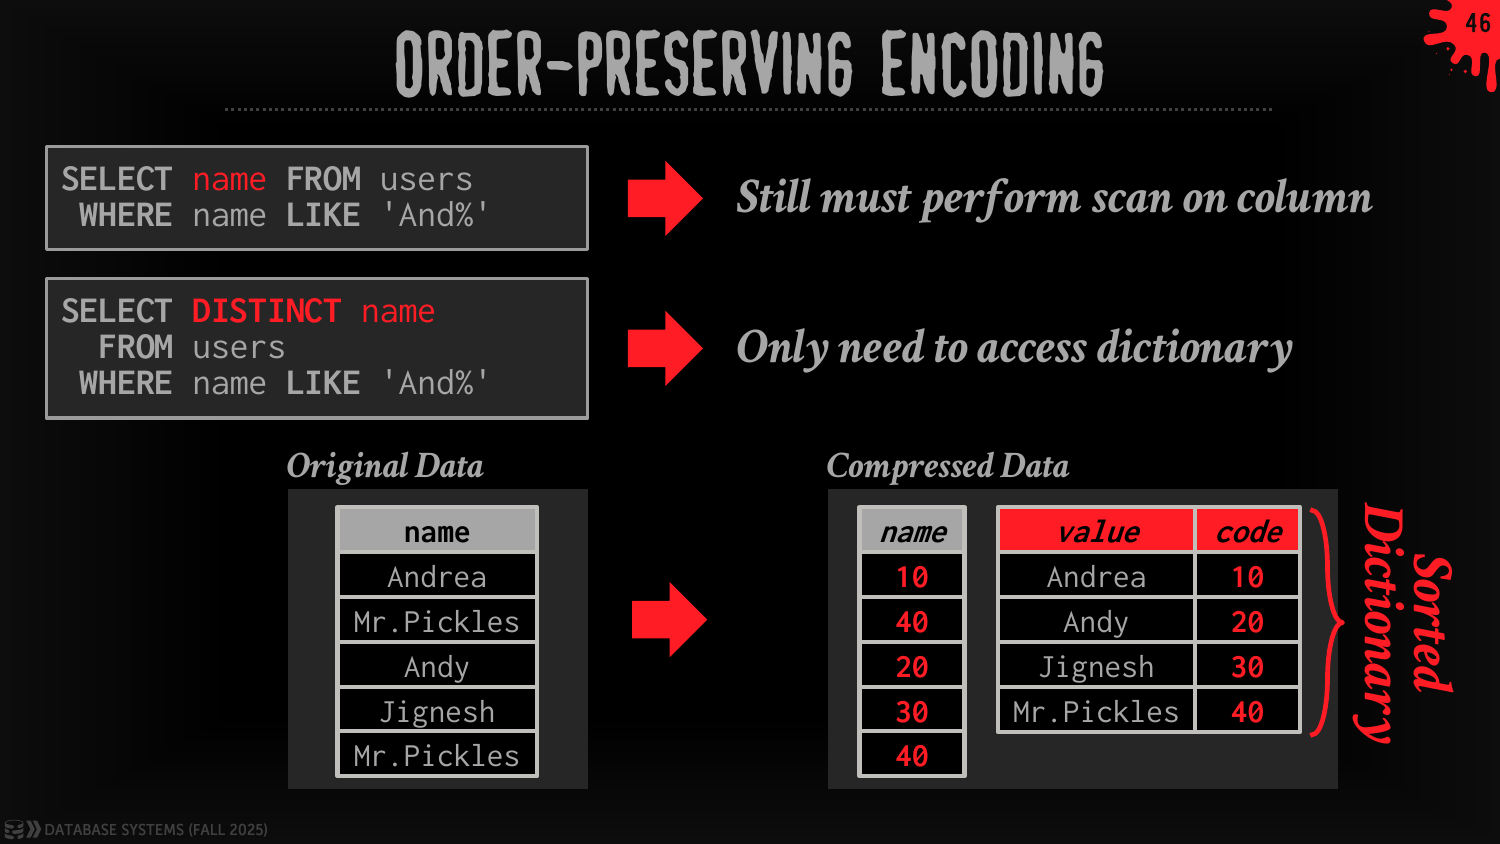 46
ORDER-PRESERVING ENCODING
SELECT name FROM users
WHERE name LIKE 'And%'
Still must perform scan on column
SELECT DISTINCT name
FROM users
WHERE name LIKE 'And%'
Only need to access dictionary
Original Data
name
Andrea
Mr.Pickles
Andy
Jignesh
Mr.Pickles
Compressed Data
name
10
40
20
30
40
value code
Andrea 10
Andy 20
Jignesh 30
Mr.Pickles 40
Sorted
Dictionary
DATABASE SYSTEMS (FALL 2025)